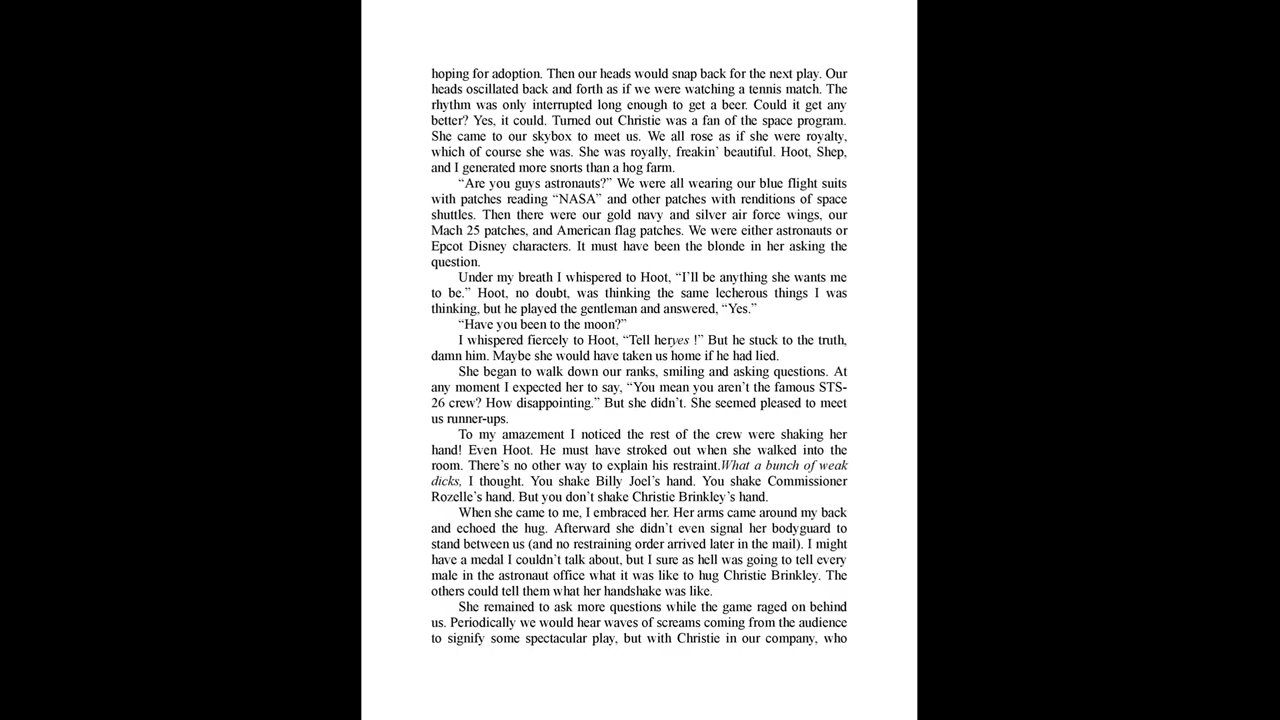 hoping for adoption. Then our heads would snap back for the next play. Our
heads oscillated back and forth as if we were watching a tennis match. The
rhythm was only interrupted long enough to get a beer. Could it get any
better? Yes, it could. Turned out Christie was a fan of the space program.
She came to our skybox to meet us. We all rose as if she were royalty,
which of course she was. She was royally, freakin’ beautiful. Hoot, Shep,
and I generated more snorts than a hog farm.
“Are you guys astronauts?” We were all wearing our blue flight suits
with patches reading “NASA” and other patches with renditions of space
shuttles. Then there were our gold navy and silver air force wings, our
Mach 25 patches, and American flag patches. We were either astronauts or
Epcot Disney characters. It must have been the blonde in her asking the
question.
Under my breath I whispered to Hoot, “I’ll be anything she wants me
to be.” Hoot, no doubt, was thinking the same lecherous things I was
thinking, but he played the gentleman and answered, “Yes.”
“Have you been to the moon?”
I whispered fiercely to Hoot, “Tell heryes !” But he stuck to the truth,
damn him. Maybe she would have taken us home if he had lied.
She began to walk down our ranks, smiling and asking questions. At
any moment I expected her to say, “You mean you aren’t the famous STS-
26 crew? How disappointing.” But she didn’t. She seemed pleased to meet
us runner-ups.
To my amazement I noticed the rest of the crew were shaking her
hand! Even Hoot. He must have stroked out when she walked into the
room. There’s no other way to explain his restraint.What a bunch of weak
dicks, I thought. You shake Billy Joel’s hand. You shake Commissioner
Rozelle’s hand. But you don’t shake Christie Brinkley’s hand.
When she came to me, I embraced her. Her arms came around my back
and echoed the hug. Afterward she didn’t even signal her bodyguard to
stand between us (and no restraining order arrived later in the mail). I might
have a medal I couldn’t talk about, but I sure as hell was going to tell every
male in the astronaut office what it was like to hug Christie Brinkley. The
others could tell them what her handshake was like.
She remained to ask more questions while the game raged on behind
us. Periodically we would hear waves of screams coming from the audience
to signify some spectacular play, but with Christie in our company, who